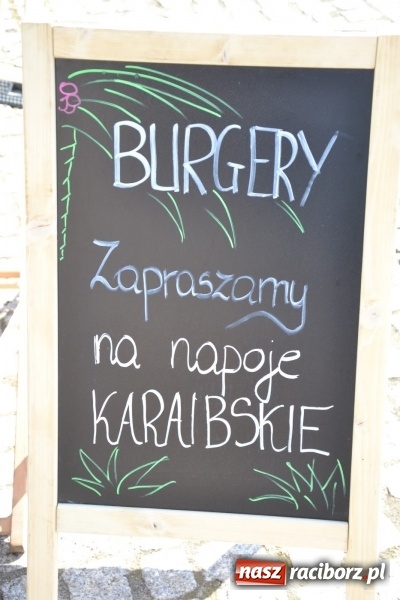 BURGERY
Zapraszamy
na napoje
KARAIBSKIE
nasz raciborz.pl